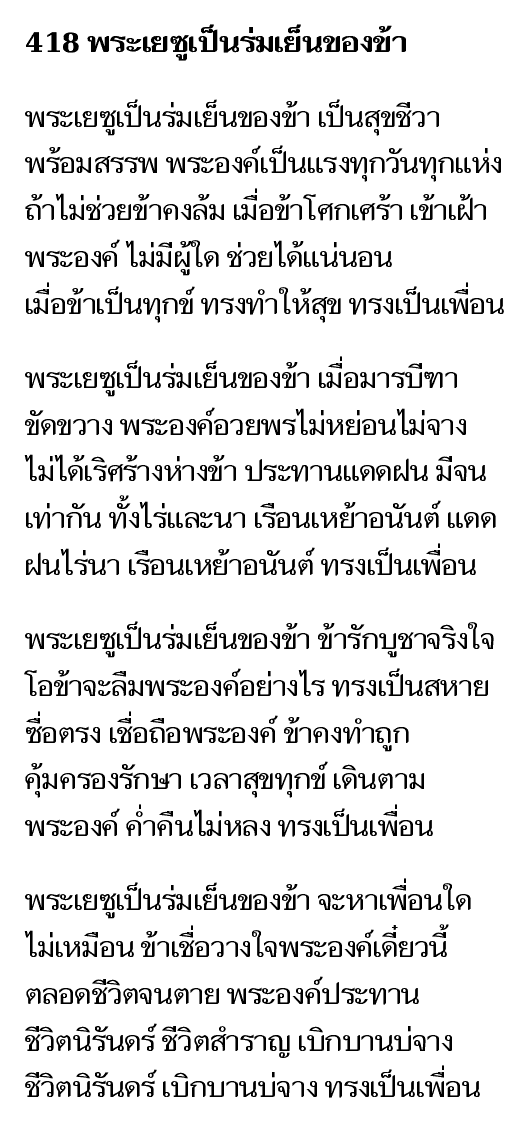 418 พระเยซูเป็นร่มเย็นของข้า
พระเยซูเป็นร่มเย็นของข้า เป็นสุขชีวา
พร้อมสรรพ พระองค์เป็นแรงทุกวันทุกแห่ง
ถ้าไม่ช่วยข้าคงล้ม เมื่อข้าโศกเศร้า เข้าเฝ้า
พระองค์ ไม่มีผู้ใด ช่วยได้แน่นอน
เมื่อข้าเป็นทุกข์ ทรงทำให้สุข ทรงเป็นเพื่อน
พระเยซูเป็นร่มเย็นของข้า เมื่อมารบีฑา
ขัดขวาง พระองค์อวยพรไม่หย่อนไม่จาง
ไม่ได้เริศร้างห่างข้า ประทานแดดฝน มีจน
เท่ากัน ทั้งไร่และนา เรือนเหย้าอนันต์ แดด
ฝนไร่นา เรือนเหย้าอนันต์ ทรงเป็นเพื่อน
พระเยซูเป็นร่มเย็นของข้า ข้ารักบูชาจริงใจ
โอข้าจะลืมพระองค์อย่างไร ทรงเป็นสหาย
ซื่อตรง เชื่อถือพระองค์ ข้าคงทำถูก
คุ้มครองรักษา เวลาสุขทุกข์ เดินตาม
พระองค์ ค่ำคืนไม่หลง ทรงเป็นเพื่อน
พระเยซูเป็นร่มเย็นของข้า จะหาเพื่อนใด
ไม่เหมือน ข้าเชื่อวางใจพระองค์เดี๋ยวนี้
ตลอดชีวิตจนตาย พระองค์ประทาน
ชีวิตนิรันดร์ ชีวิตสำราญ เบิกบานบ่จาง
ชีวิตนิรันดร์ เบิกบานบ่จาง ทรงเป็นเพื่อน